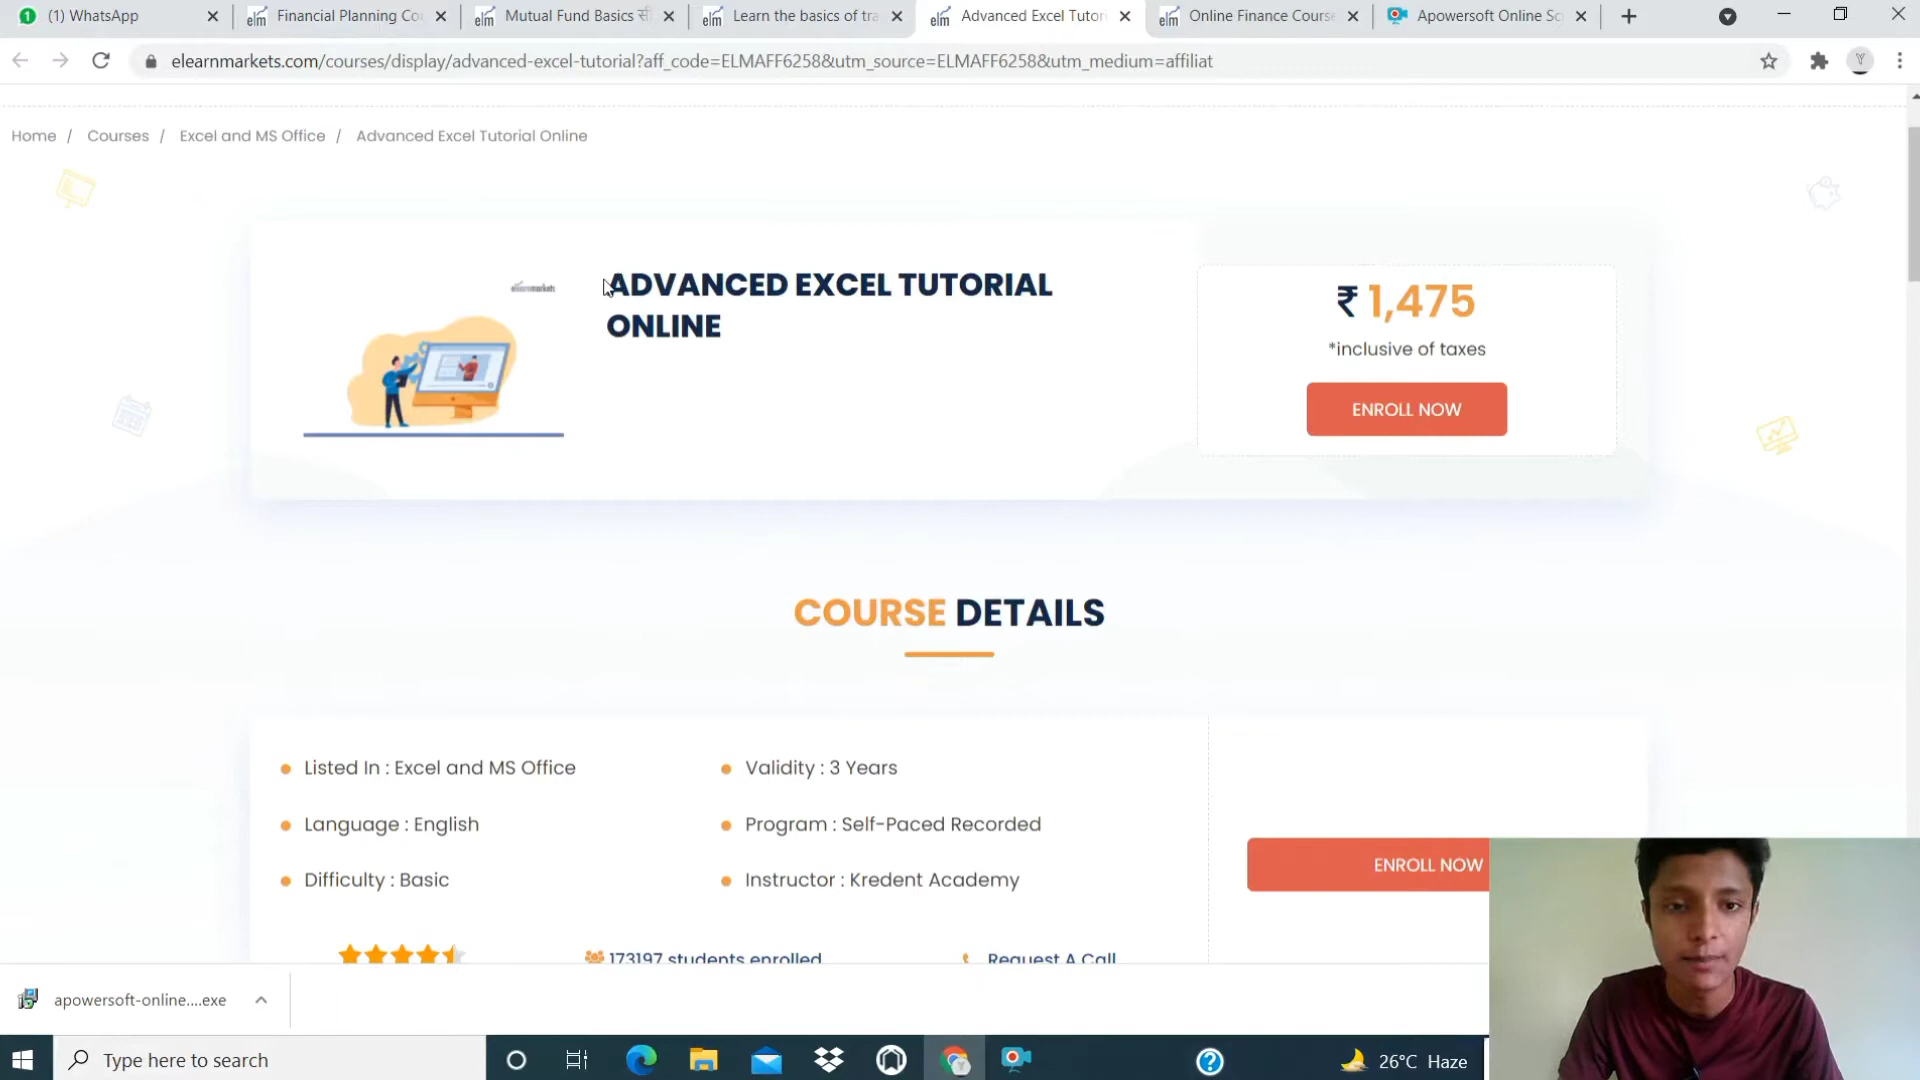 (1) WhatsApp
Financial Planning Co
Mutual Fund Basics सी
Learn the basics of tra
Advanced Excel Tutor
Online Finance Course
Apowersoft Online Sc
elearnmarkets.com/courses/display/advanced-excel-tutorial?aff_code=ELMAFF6258&utm_source=ELMAFF6258&utm_medium=affiliat
Y
Home / Courses / Excel and MS Office / Advanced Excel Tutorial Online
elearnmarkets
ADVANCED EXCEL TUTORIAL
ONLINE
₹ 1,475
*inclusive of taxes
ENROLL NOW
COURSE DETAILS
Listed In : Excel and MS Office
Validity : 3 Years
Language : English
Program : Self-Paced Recorded
Difficulty : Basic
Instructor : Kredent Academy
ENROLL NOW
173197 students enrolled
Request A Call
apowersoft-online....exe
Type here to search
26°C Haze